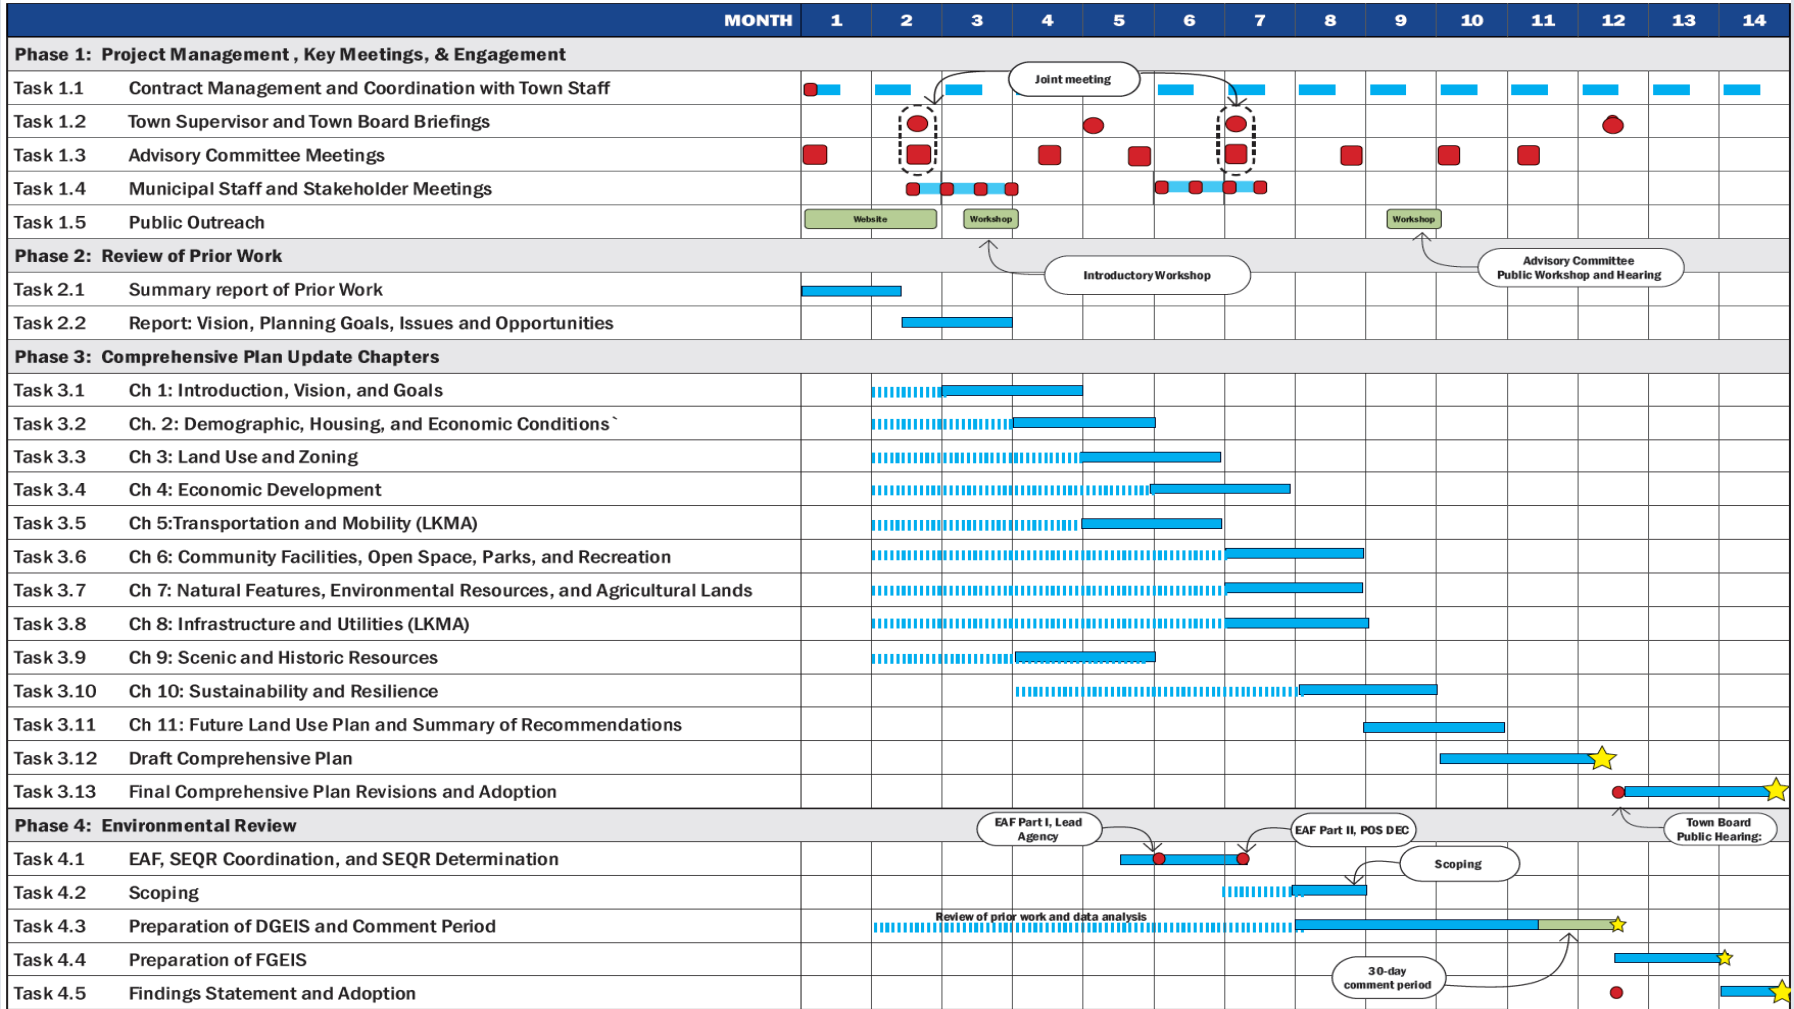 MONTH 1 2 3 4 5 6 7 8 9 10 11 12 13 14
Phase 1: Project Management , Key Meetings, & Engagement
Task 1.1 Contract Management and Coordination with Town Staff
Joint meeting
Task 1.2 Town Supervisor and Town Board Briefings
Task 1.3 Advisory Committee Meetings
Task 1.4 Municipal Staff and Stakeholder Meetings
Task 1.5 Public Outreach
Website
Workshop
Workshop
Phase 2: Review of Prior Work
Introductory Workshop
Advisory Committee
Public Workshop and Hearing
Task 2.1 Summary report of Prior Work
Task 2.2 Report: Vision, Planning Goals, Issues and Opportunities
Phase 3: Comprehensive Plan Update Chapters
Task 3.1 Ch 1: Introduction, Vision, and Goals
Task 3.2 Ch. 2: Demographic, Housing, and Economic Conditions`
Task 3.3 Ch 3: Land Use and Zoning
Task 3.4 Ch 4: Economic Development
Task 3.5 Ch 5:Transportation and Mobility (LKMA)
Task 3.6 Ch 6: Community Facilities, Open Space, Parks, and Recreation
Task 3.7 Ch 7: Natural Features, Environmental Resources, and Agricultural Lands
Task 3.8 Ch 8: Infrastructure and Utilities (LKMA)
Task 3.9 Ch 9: Scenic and Historic Resources
Task 3.10 Ch 10: Sustainability and Resilience
Task 3.11 Ch 11: Future Land Use Plan and Summary of Recommendations
Task 3.12 Draft Comprehensive Plan
Task 3.13 Final Comprehensive Plan Revisions and Adoption
Phase 4: Environmental Review
EAF Part I, Lead
Agency
EAF Part II, POS DEC
Town Board
Public Hearing:
Task 4.1 EAF, SEQR Coordination, and SEQR Determination
Scoping
Task 4.2 Scoping
Task 4.3 Preparation of DGEIS and Comment Period
Review of prior work and data analysis
Task 4.4 Preparation of FGEIS
30-day
comment period
Task 4.5 Findings Statement and Adoption